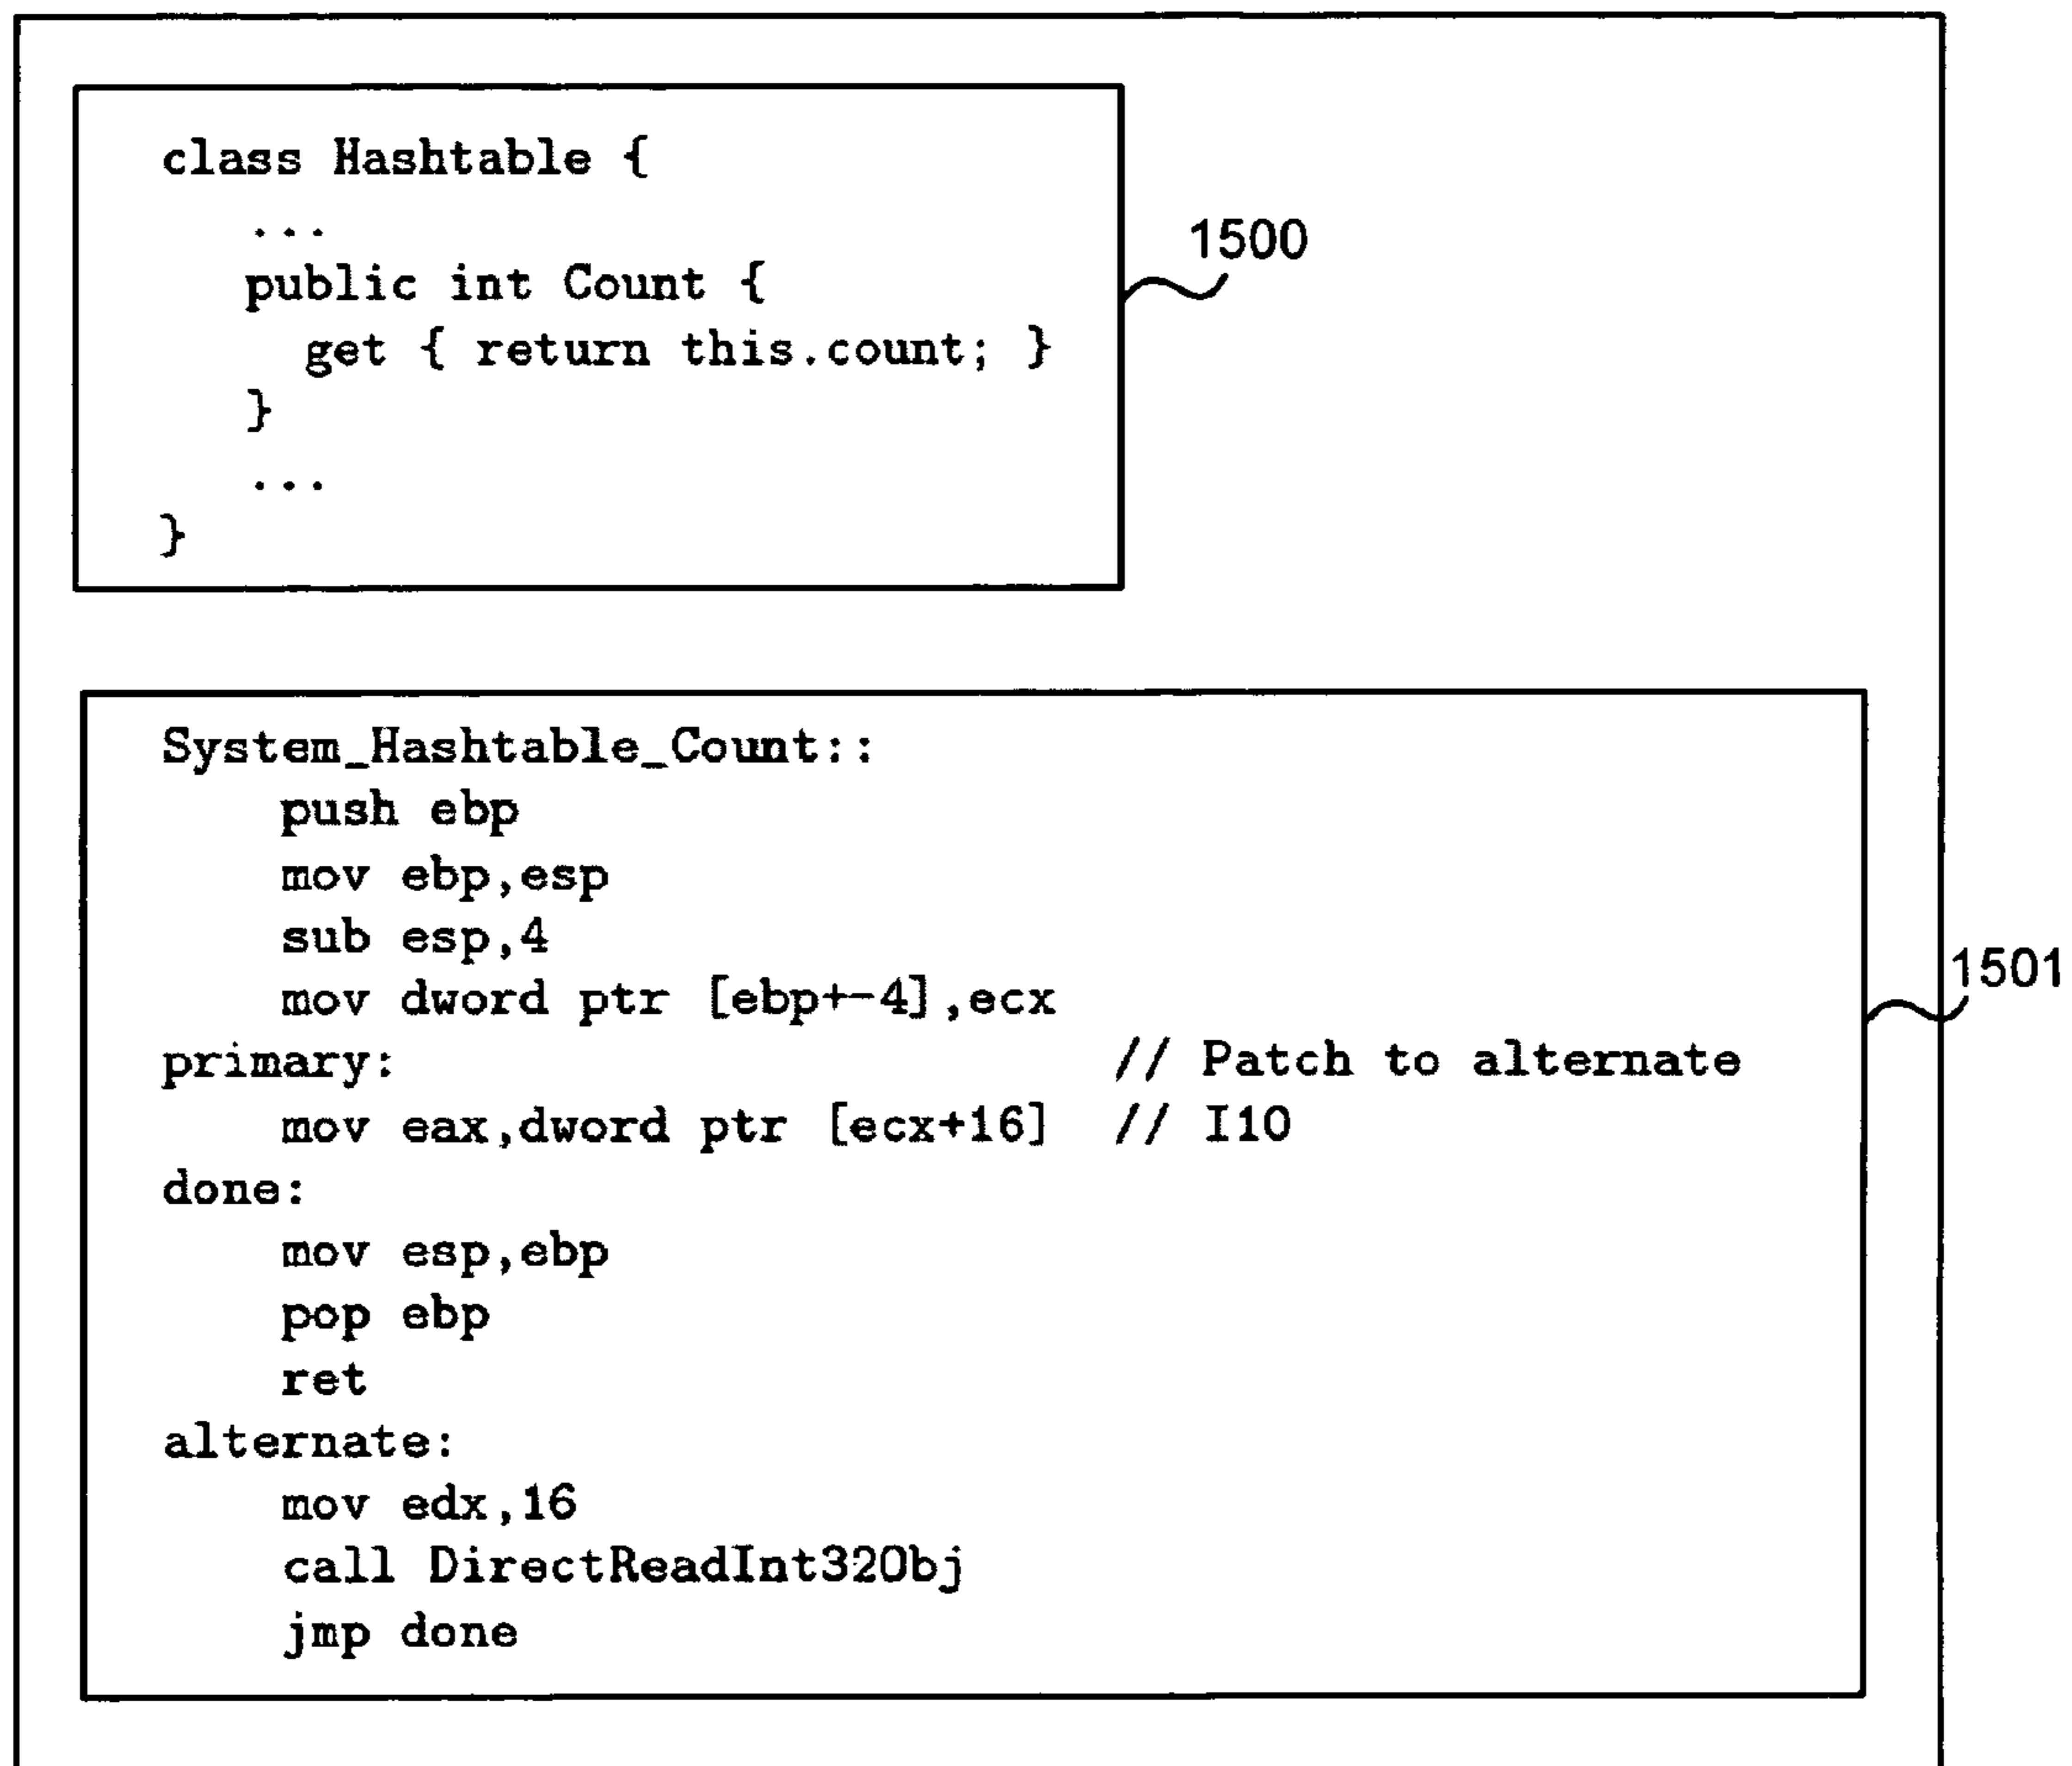 class Hashtable {
...
public int Count {
get { return this.count; }
}
...
}
1500
System_Hashtable_Count::
push ebp
mov ebp,esp
sub esp,4
mov dword ptr [ebp+-4],ecx
primary: // Patch to alternate
mov eax,dword ptr [ecx+16] // I10
done:
mov esp,ebp
pop ebp
ret
alternate:
mov edx,16
call DirectReadInt32Obj
jmp done
1501